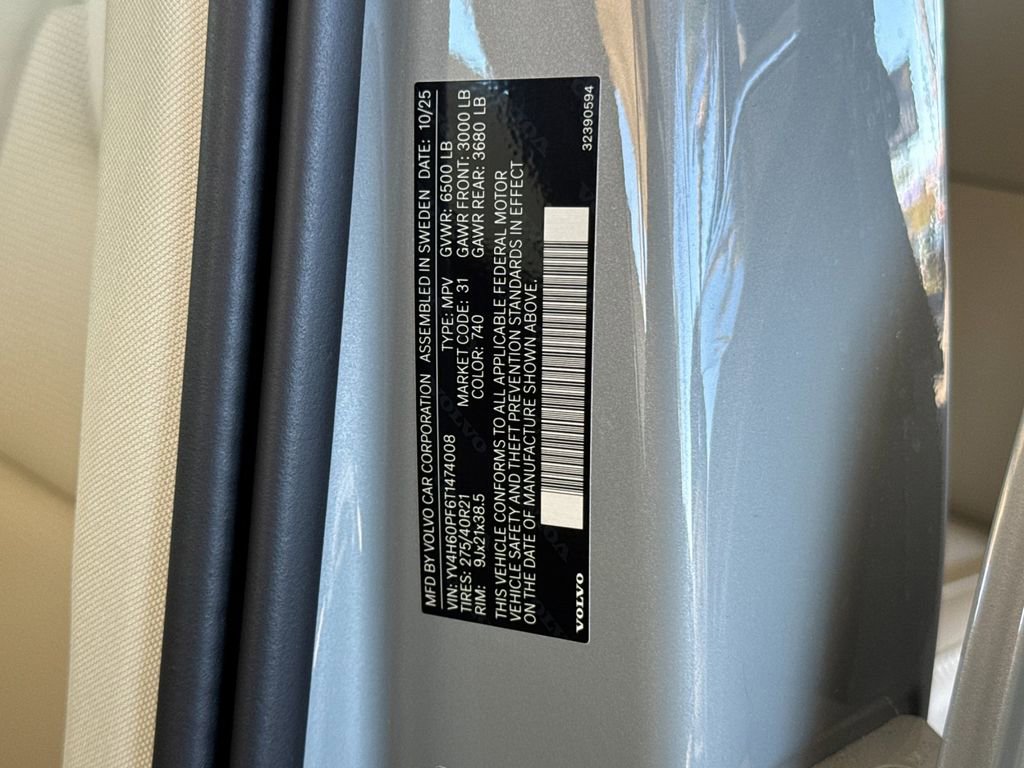 MFD BY VOLVO CAR CORPORATION ASSEMBLED IN SWEDEN DATE: 10/25
VIN: YV4H60PF6T1474008 TYPE: MPV GVWR: 6500 LB
TIRES: 275/40R21 MARKET CODE: 31 GAWR FRONT: 3000 LB
RIM: 9Jx21x38.5 COLOR: 740 GAWR REAR: 3680 LB
THIS VEHICLE CONFORMS TO ALL APPLICABLE FEDERAL MOTOR
VEHICLE SAFETY AND THEFT PREVENTION STANDARDS IN EFFECT
ON THE DATE OF MANUFACTURE SHOWN ABOVE.
VOLVO 32390594